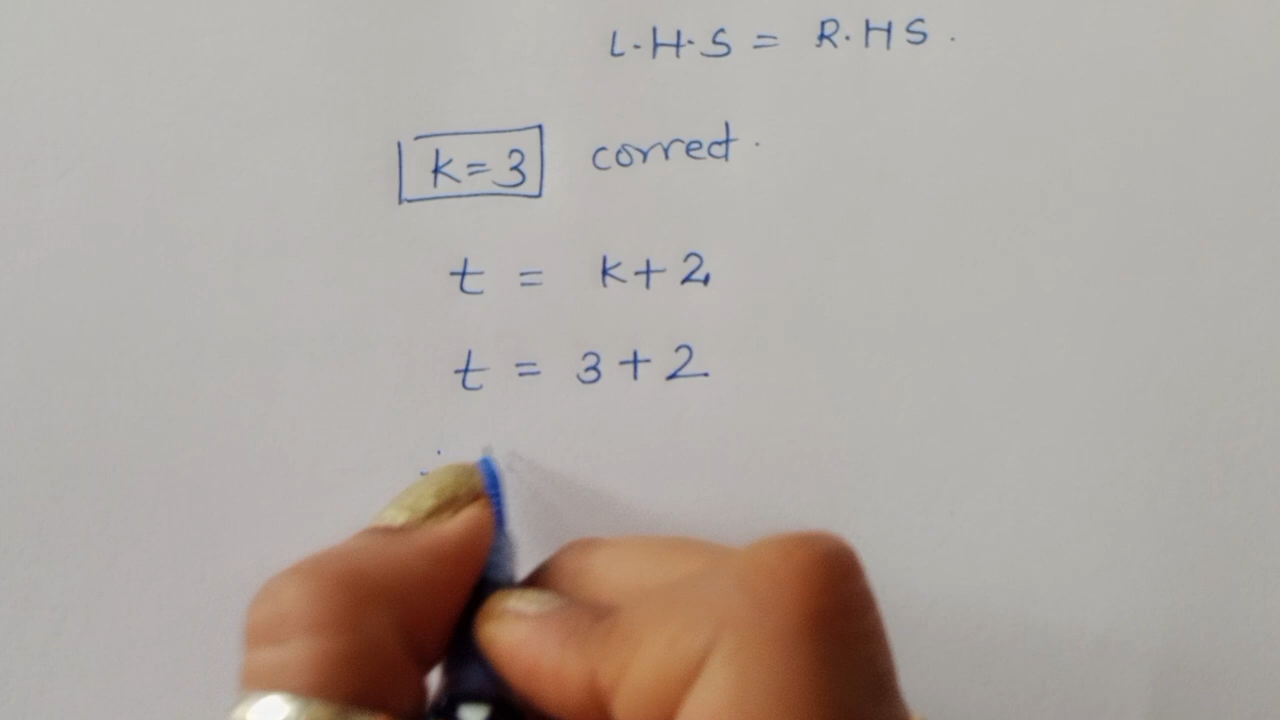 L.H.S = R.HS.
k=3 correct.
t = k+2
t = 3+2